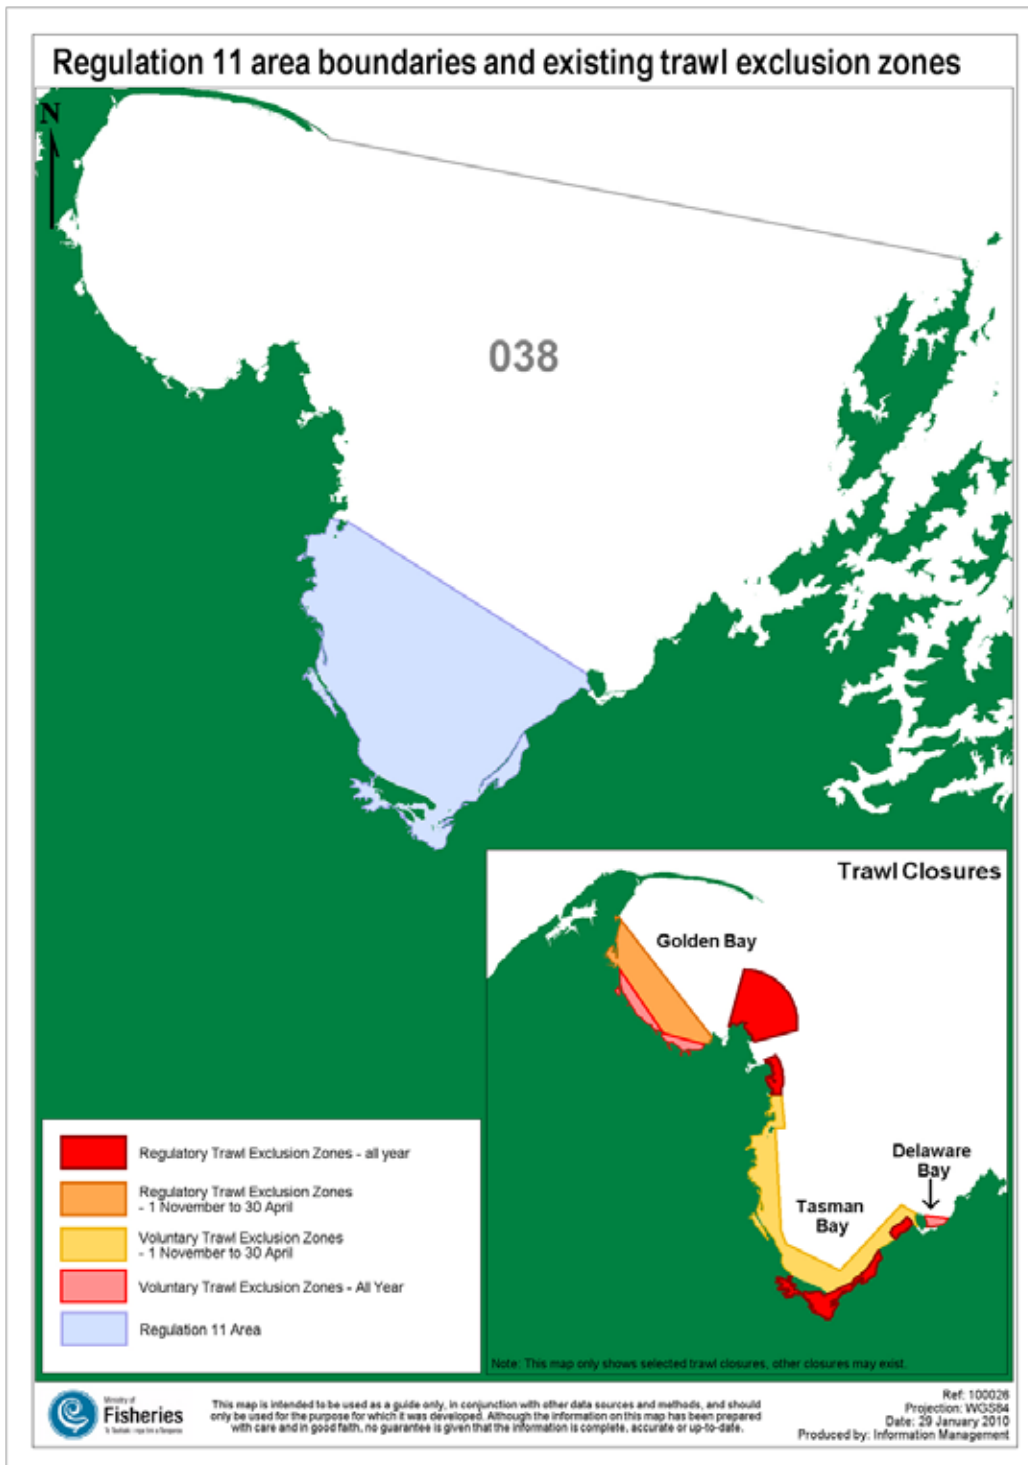 Regulation 11 area boundaries and existing trawl exclusion zones
N
038
Trawl Closures
Golden Bay
Delaware
Bay
Tasman
Bay
Regulatory Trawl Exclusion Zones - all year
Regulatory Trawl Exclusion Zones
- 1 November to 30 April
Voluntary Trawl Exclusion Zones
- 1 November to 30 April
Voluntary Trawl Exclusion Zones - All Year
Regulation 11 Area
Note: This map only shows selected trawl closures, other closures may exist.
Ministry of
Fisheries
This map is intended to be used as a guide only, in conjunction with other data sources and methods, and should
only be used for the purpose for which it was developed. Although the information on this map has been prepared
with care and in good faith, no guarantee is given that the information is complete, accurate or up-to-date.
Ref: 100026
Projection: WGS84
Date: 29 January 2010
Produced by: Information Management